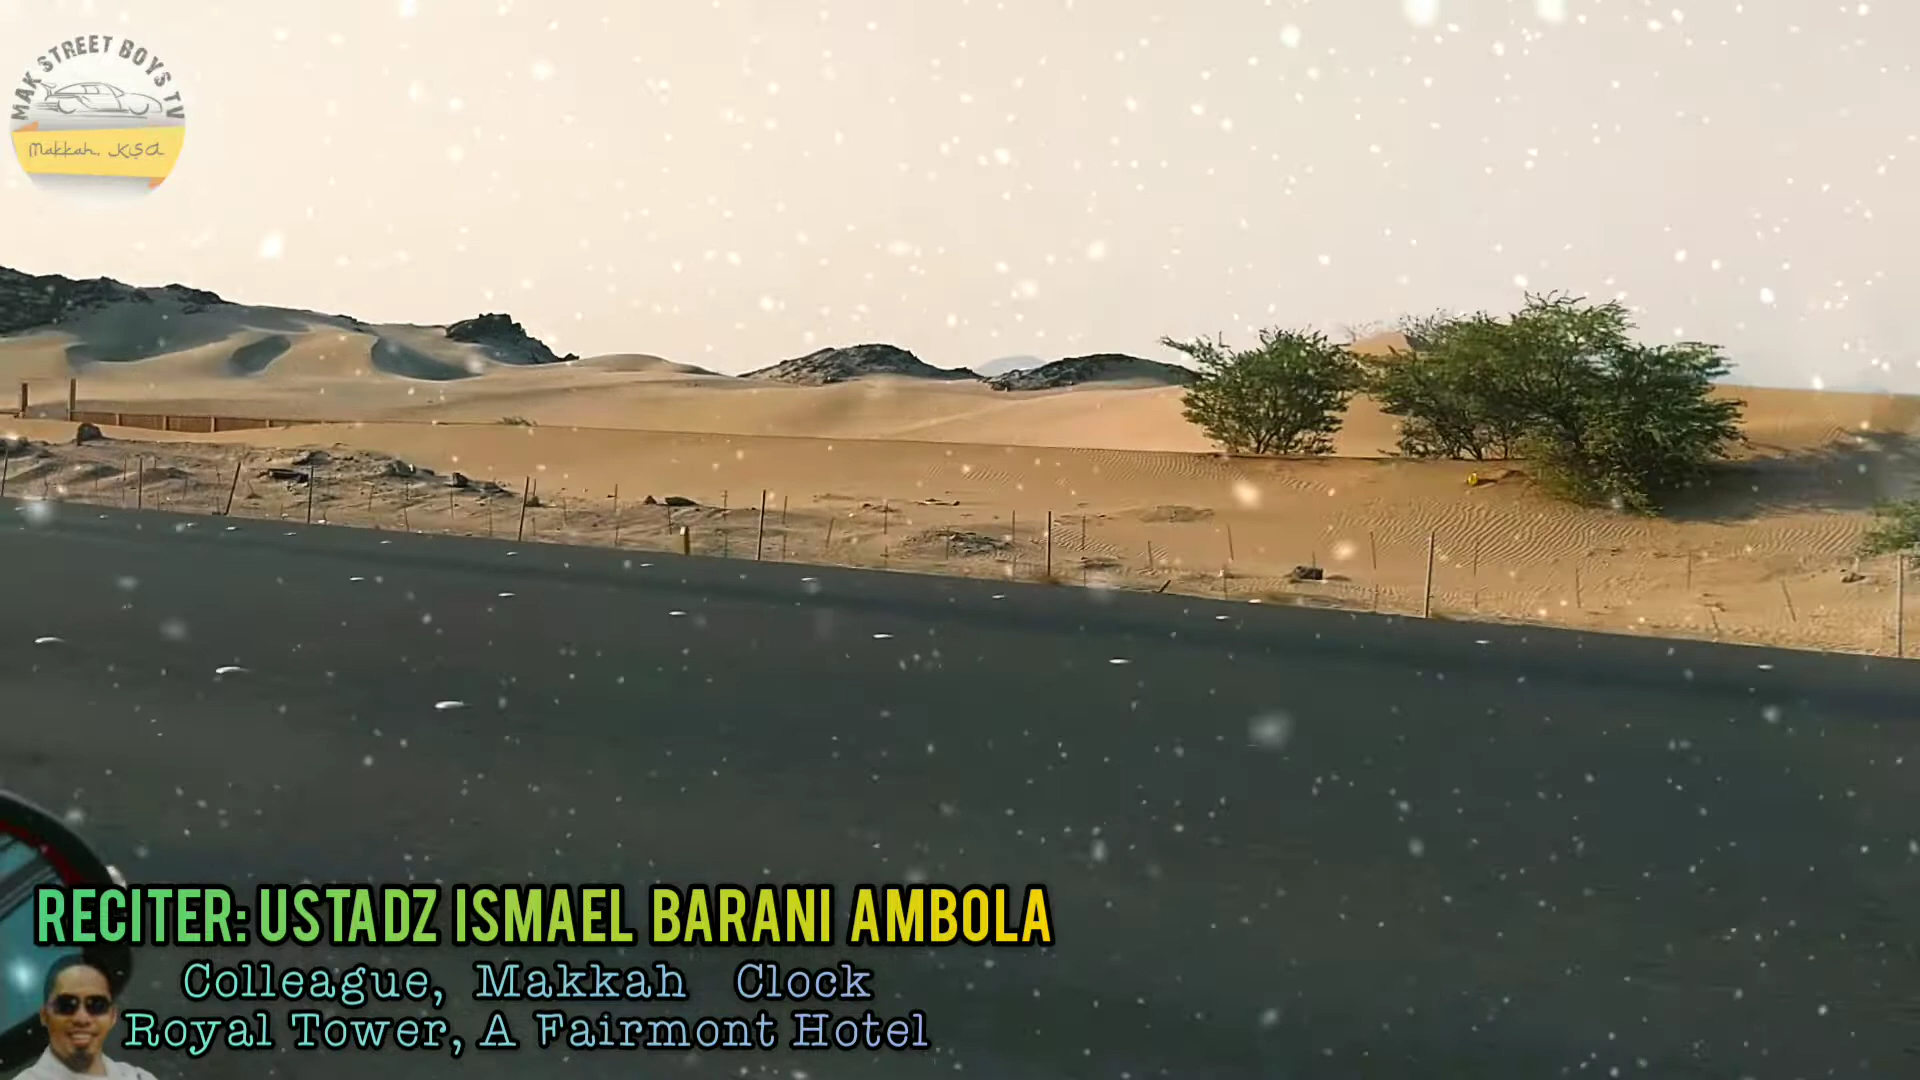 MAK STREET BOYS TV
Makkah, KSA
RECITER: USTADZ ISMAEL BARANI AMBOLA
Colleague, Makkah Clock
Royal Tower, A Fairmont Hotel